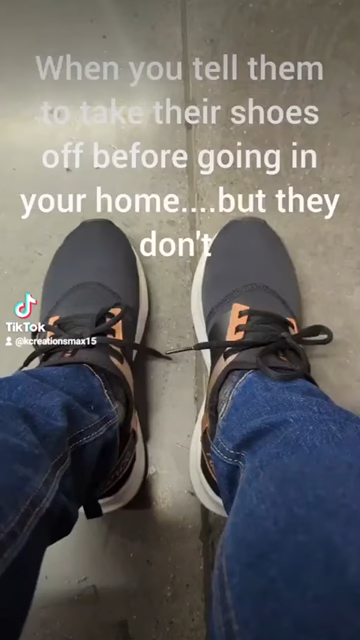 When you tell them
to take their shoes
off before going in
your home....but they
don't
TikTok
@kcreationsmax15